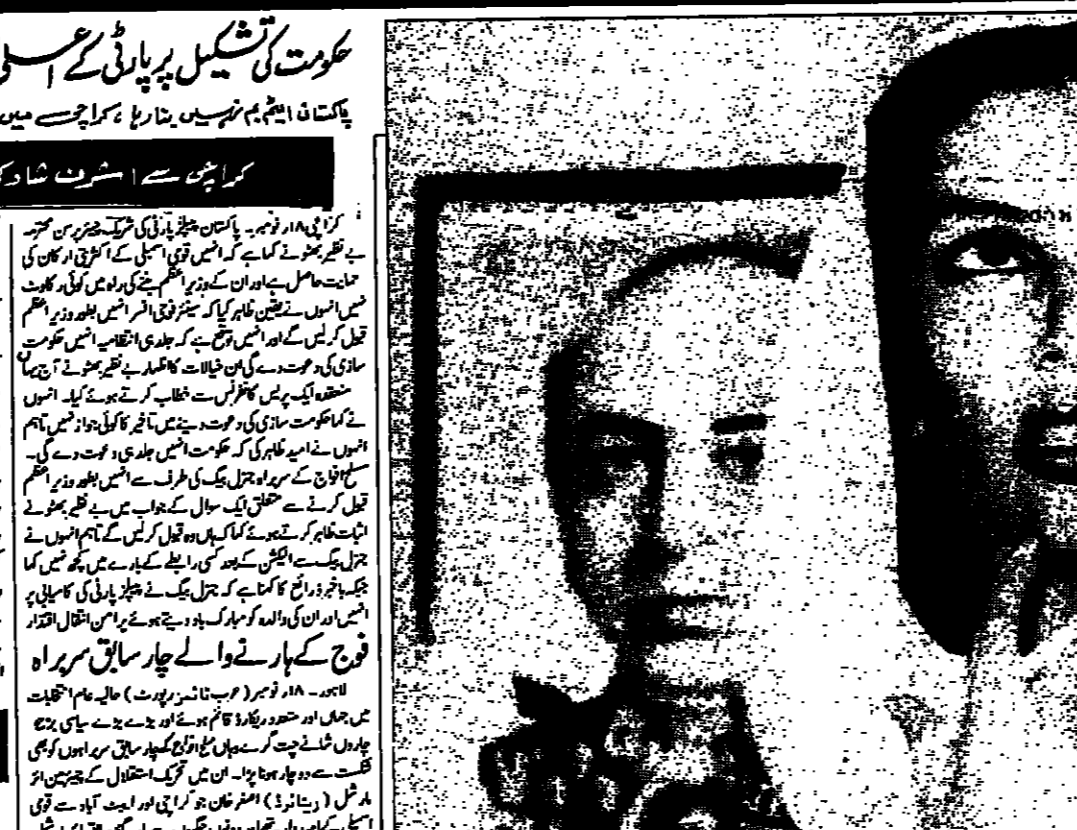 حکومت کی تشکیل پر پارٹی کے اعلیٰ
پاکستان ایٹم بم نہیں بنا رہا ، کراچی میں
کراچی سے اشرف شاد کی
کراچی ۱۸ر نومبر ۔ پاکستان پیپلز پارٹی کی شریک چیئرپرسن محترمہ
بے نظیر بھٹو نے کہا ہے کہ انھیں قومی اسمبلی کے اکثریتی ارکان کی
حمایت حاصل ہے اور ان کے وزیراعظم بننے کی راہ میں کوئی رکاوٹ
نہیں انھوں نے یقین ظاہر کیا کہ سینئر فوجی افسر انھیں بطور وزیراعظم
قبول کرلیں گے اور انھیں توقع ہے کہ جلد ہی انتظامیہ انھیں حکومت
سازی کی دعوت دے گی ان خیالات کا اظہار بے نظیر بھٹو نے آج یہاں
منعقدہ ایک پریس کانفرنس سے خطاب کرتے ہوئے کیا۔ انھوں
نے کہا حکومت سازی کی دعوت دینے میں تاخیر کا کوئی جواز نہیں تاہم
انہوں نے امید ظاہر کی کہ حکومت انھیں جلد ہی دعوت دے گی۔
مسلح افواج کے سربراہ جنرل بیگ کی طرف سے انھیں بطور وزیراعظم
قبول کرنے سے متعلق ایک سوال کے جواب میں بے نظیر بھٹو نے
اثبات ظاہر کرتے ہوئے کہا کہ ہاں وہ قبول کرلیں گے تاہم انھوں نے
جنرل بیگ سے الیکشن کے بعد کسی رابطے کے بارے میں کچھ نہیں کہا
جبکہ باخبر ذرائع کا کہنا ہے کہ جنرل بیگ نے پیپلز پارٹی کی کامیابی پر
انھیں اور ان کی والدہ کو مبارک باد دیتے ہوئے پرامن انتقال اقتدار
فوج کے ہارنے والے چار سابق سربراہ
لاہور ۔ ۱۸ر نومبر ( عرب ٹائمز رپورٹ ) حالیہ عام انتخابات
میں جہاں اور متعدد ریکارڈ قائم ہوئے اور بڑے بڑے سیاسی برج
چاروں شانے چت گرے وہاں مسلح افواج کے چار سابق سربراہوں کو بھی
شکست سے دوچار ہونا پڑا۔ ان میں تحریک استقلال کے چیئرمین ائر
مارشل ( ریٹائرڈ ) اصغر خان جو کراچی اور ایبٹ آباد سے قومی